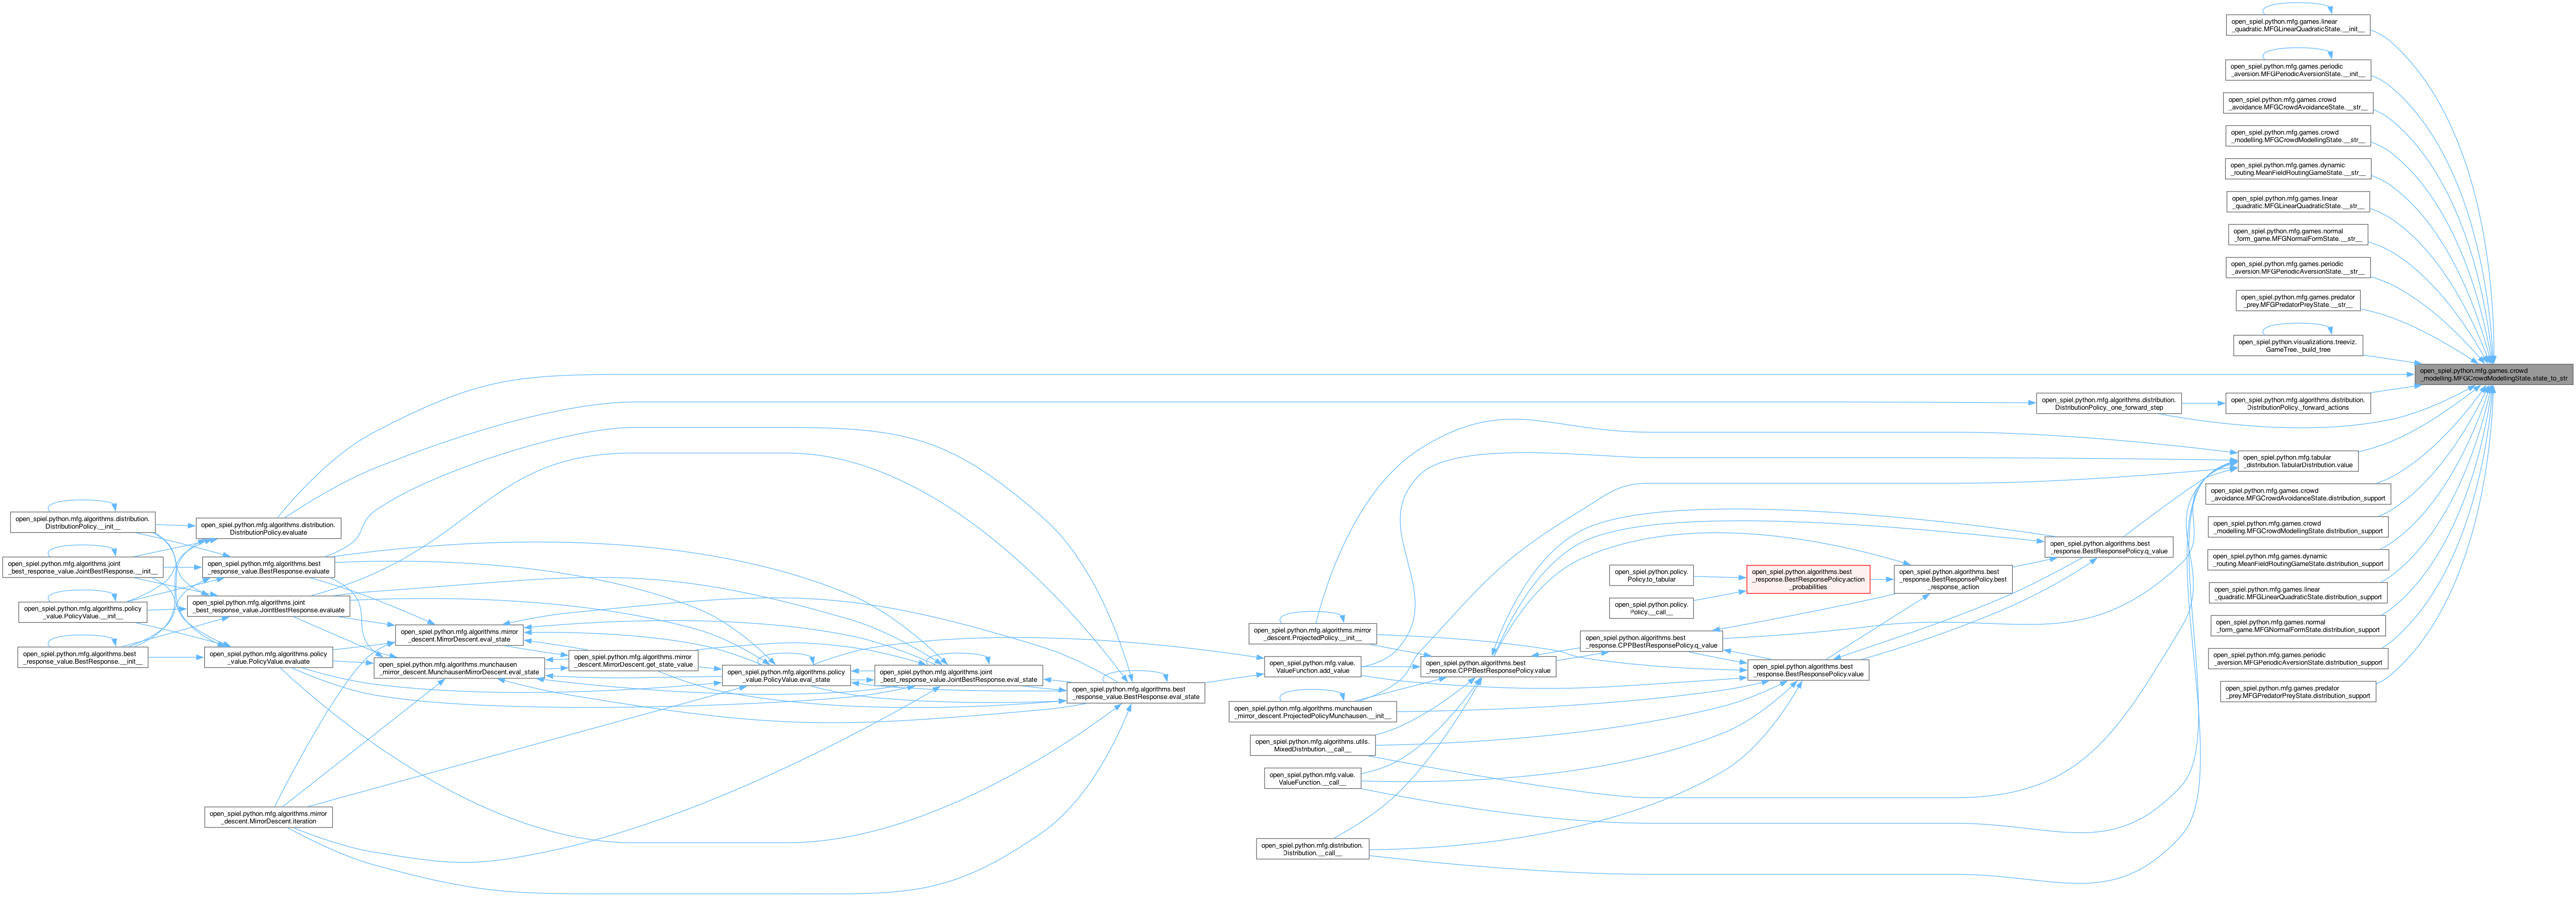 open_spiel.python.mfg.games.linear
_quadratic.MFGLinearQuadraticState.__init__
open_spiel.python.mfg.games.periodic
_aversion.MFGPeriodicAversionState.__init__
open_spiel.python.mfg.games.crowd
_avoidance.MFGCrowdAvoidanceState.__str__
open_spiel.python.mfg.games.crowd
_modelling.MFGCrowdModellingState.__str__
open_spiel.python.mfg.games.dynamic
_routing.MeanFieldRoutingGameState.__str__
open_spiel.python.mfg.games.linear
_quadratic.MFGLinearQuadraticState.__str__
open_spiel.python.mfg.games.normal
_form_game.MFGNormalFormState.__str__
open_spiel.python.mfg.games.periodic
_aversion.MFGPeriodicAversionState.__str__
open_spiel.python.mfg.games.predator
_prey.MFGPredatorPreyState.__str__
open_spiel.python.visualizations.treeviz.
GameTree._build_tree
open_spiel.python.mfg.games.crowd
_modelling.MFGCrowdModellingState.state_to_str
open_spiel.python.mfg.algorithms.distribution.
DistributionPolicy._one_forward_step
open_spiel.python.mfg.algorithms.distribution.
DistributionPolicy._forward_actions
open_spiel.python.mfg.tabular
_distribution.TabularDistribution.value
open_spiel.python.mfg.games.crowd
_avoidance.MFGCrowdAvoidanceState.distribution_support
open_spiel.python.mfg.games.crowd
_modelling.MFGCrowdModellingState.distribution_support
open_spiel.python.mfg.games.dynamic
_routing.MeanFieldRoutingGameState.distribution_support
open_spiel.python.mfg.games.linear
_quadratic.MFGLinearQuadraticState.distribution_support
open_spiel.python.mfg.games.normal
_form_game.MFGNormalFormState.distribution_support
open_spiel.python.mfg.games.periodic
_aversion.MFGPeriodicAversionState.distribution_support
open_spiel.python.mfg.games.predator
_prey.MFGPredatorPreyState.distribution_support
open_spiel.python.mfg.algorithms.distribution.
DistributionPolicy.__init__
open_spiel.python.mfg.algorithms.distribution.
DistributionPolicy.evaluate
open_spiel.python.mfg.algorithms.joint
_best_response_value.JointBestResponse.__init__
open_spiel.python.mfg.algorithms.best
_response_value.BestResponse.evaluate
open_spiel.python.mfg.algorithms.policy
_value.PolicyValue.__init__
open_spiel.python.mfg.algorithms.joint
_best_response_value.JointBestResponse.evaluate
open_spiel.python.mfg.algorithms.best
_response_value.BestResponse.__init__
open_spiel.python.mfg.algorithms.policy
_value.PolicyValue.evaluate
open_spiel.python.mfg.algorithms.mirror
_descent.MirrorDescent.eval_state
open_spiel.python.mfg.algorithms.munchausen
_mirror_descent.MunchausenMirrorDescent.eval_state
open_spiel.python.mfg.algorithms.mirror
_descent.MirrorDescent.get_state_value
open_spiel.python.mfg.algorithms.policy
_value.PolicyValue.eval_state
open_spiel.python.mfg.algorithms.joint
_best_response_value.JointBestResponse.eval_state
open_spiel.python.mfg.algorithms.best
_response_value.BestResponse.eval_state
open_spiel.python.mfg.algorithms.mirror
_descent.MirrorDescent.iteration
open_spiel.python.mfg.algorithms.mirror
_descent.ProjectedPolicy.__init__
open_spiel.python.mfg.value.
ValueFunction.add_value
open_spiel.python.mfg.algorithms.munchausen
_mirror_descent.ProjectedPolicyMunchausen.__init__
open_spiel.python.mfg.algorithms.utils.
MixedDistribution.__call__
open_spiel.python.mfg.value.
ValueFunction.__call__
open_spiel.python.mfg.distribution.
Distribution.__call__
open_spiel.python.algorithms.best
_response.CPPBestResponsePolicy.value
open_spiel.python.policy.
Policy.to_tabular
open_spiel.python.policy.
Policy.__call__
open_spiel.python.algorithms.best
_response.CPPBestResponsePolicy.q_value
open_spiel.python.algorithms.best
_response.BestResponsePolicy.action
_probabilities
open_spiel.python.algorithms.best
_response.BestResponsePolicy.value
open_spiel.python.algorithms.best
_response.BestResponsePolicy.best
_response_action
open_spiel.python.algorithms.best
_response.BestResponsePolicy.q_value